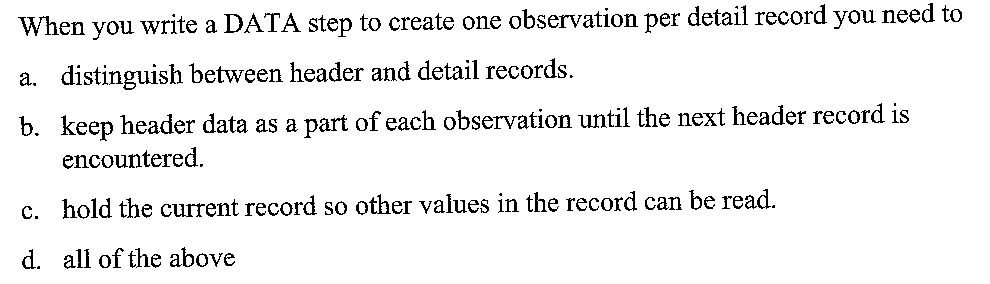 When you write a DATA step to create one observation per detail record you need to
a. distinguish between header and detail records.
b. keep header data as a part of each observation until the next header record is
encountered.
c. hold the current record so other values in the record can be read.
d. all of the above